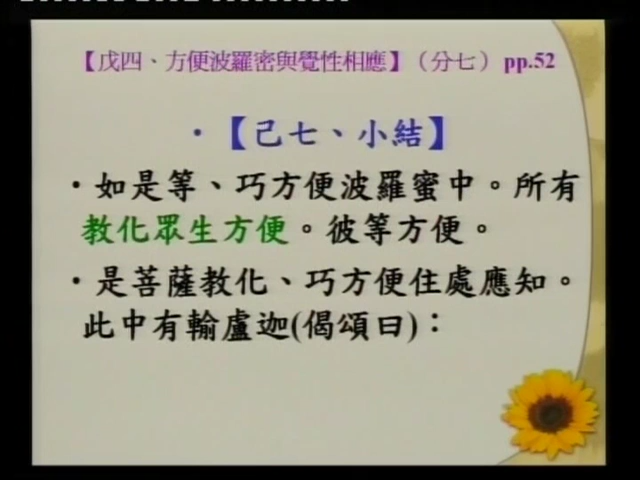 【戊四、方便波羅密與覺性相應】（分七）pp.52
•【己七、小結】
•如是等、巧方便波羅蜜中。所有
教化眾生方便。彼等方便。
•是菩薩教化、巧方便住處應知。
此中有輸盧迦(偈頌曰)：